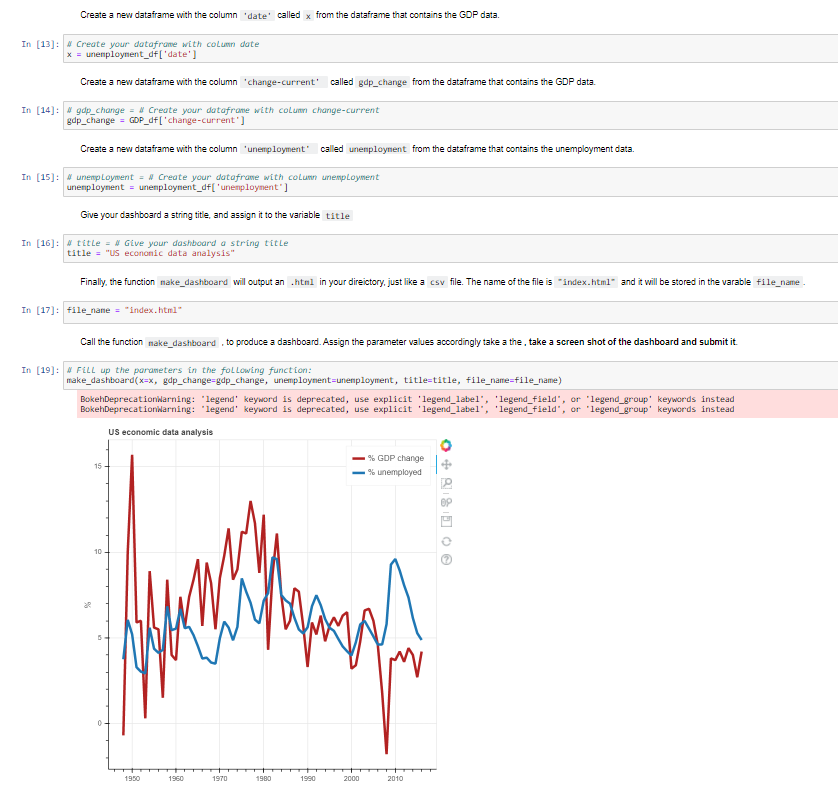 Create a new dataframe with the column 'date' called x from the dataframe that contains the GDP data.
In [13]: # Create your dataframe with column date
x = unemployment_df['date']
Create a new dataframe with the column 'change-current' called gdp_change from the dataframe that contains the GDP data.
In [14]: # gdp_change = # Create your dataframe with column change-current
gdp_change = GDP_df['change-current']
Create a new dataframe with the column 'unemployment' called unemployment from the dataframe that contains the unemployment data.
In [15]: # unemployment = # Create your dataframe with column unemployment
unemployment = unemployment_df['unemployment']
Give your dashboard a string title, and assign it to the variable title
In [16]: # title = # Give your dashboard a string title
title = "US economic data analysis"
Finally, the function make_dashboard will output an .html in your direictory, just like a csv file. The name of the file is "index.html" and it will be stored in the varable file_name .
In [17]: file_name = "index.html"
Call the function make_dashboard , to produce a dashboard. Assign the parameter values accordingly take a the , take a screen shot of the dashboard and submit it.
In [19]: # Fill up the parameters in the following function:
make_dashboard(x=x, gdp_change=gdp_change, unemployment=unemployment, title=title, file_name=file_name)
BokehDeprecationWarning: 'legend' keyword is deprecated, use explicit 'legend_label', 'legend_field', or 'legend_group' keywords instead
BokehDeprecationWarning: 'legend' keyword is deprecated, use explicit 'legend_label', 'legend_field', or 'legend_group' keywords instead
US economic data analysis
% GDP change
% unemployed
15
10
%
5
0
1950 1960 1970 1980 1990 2000 2010